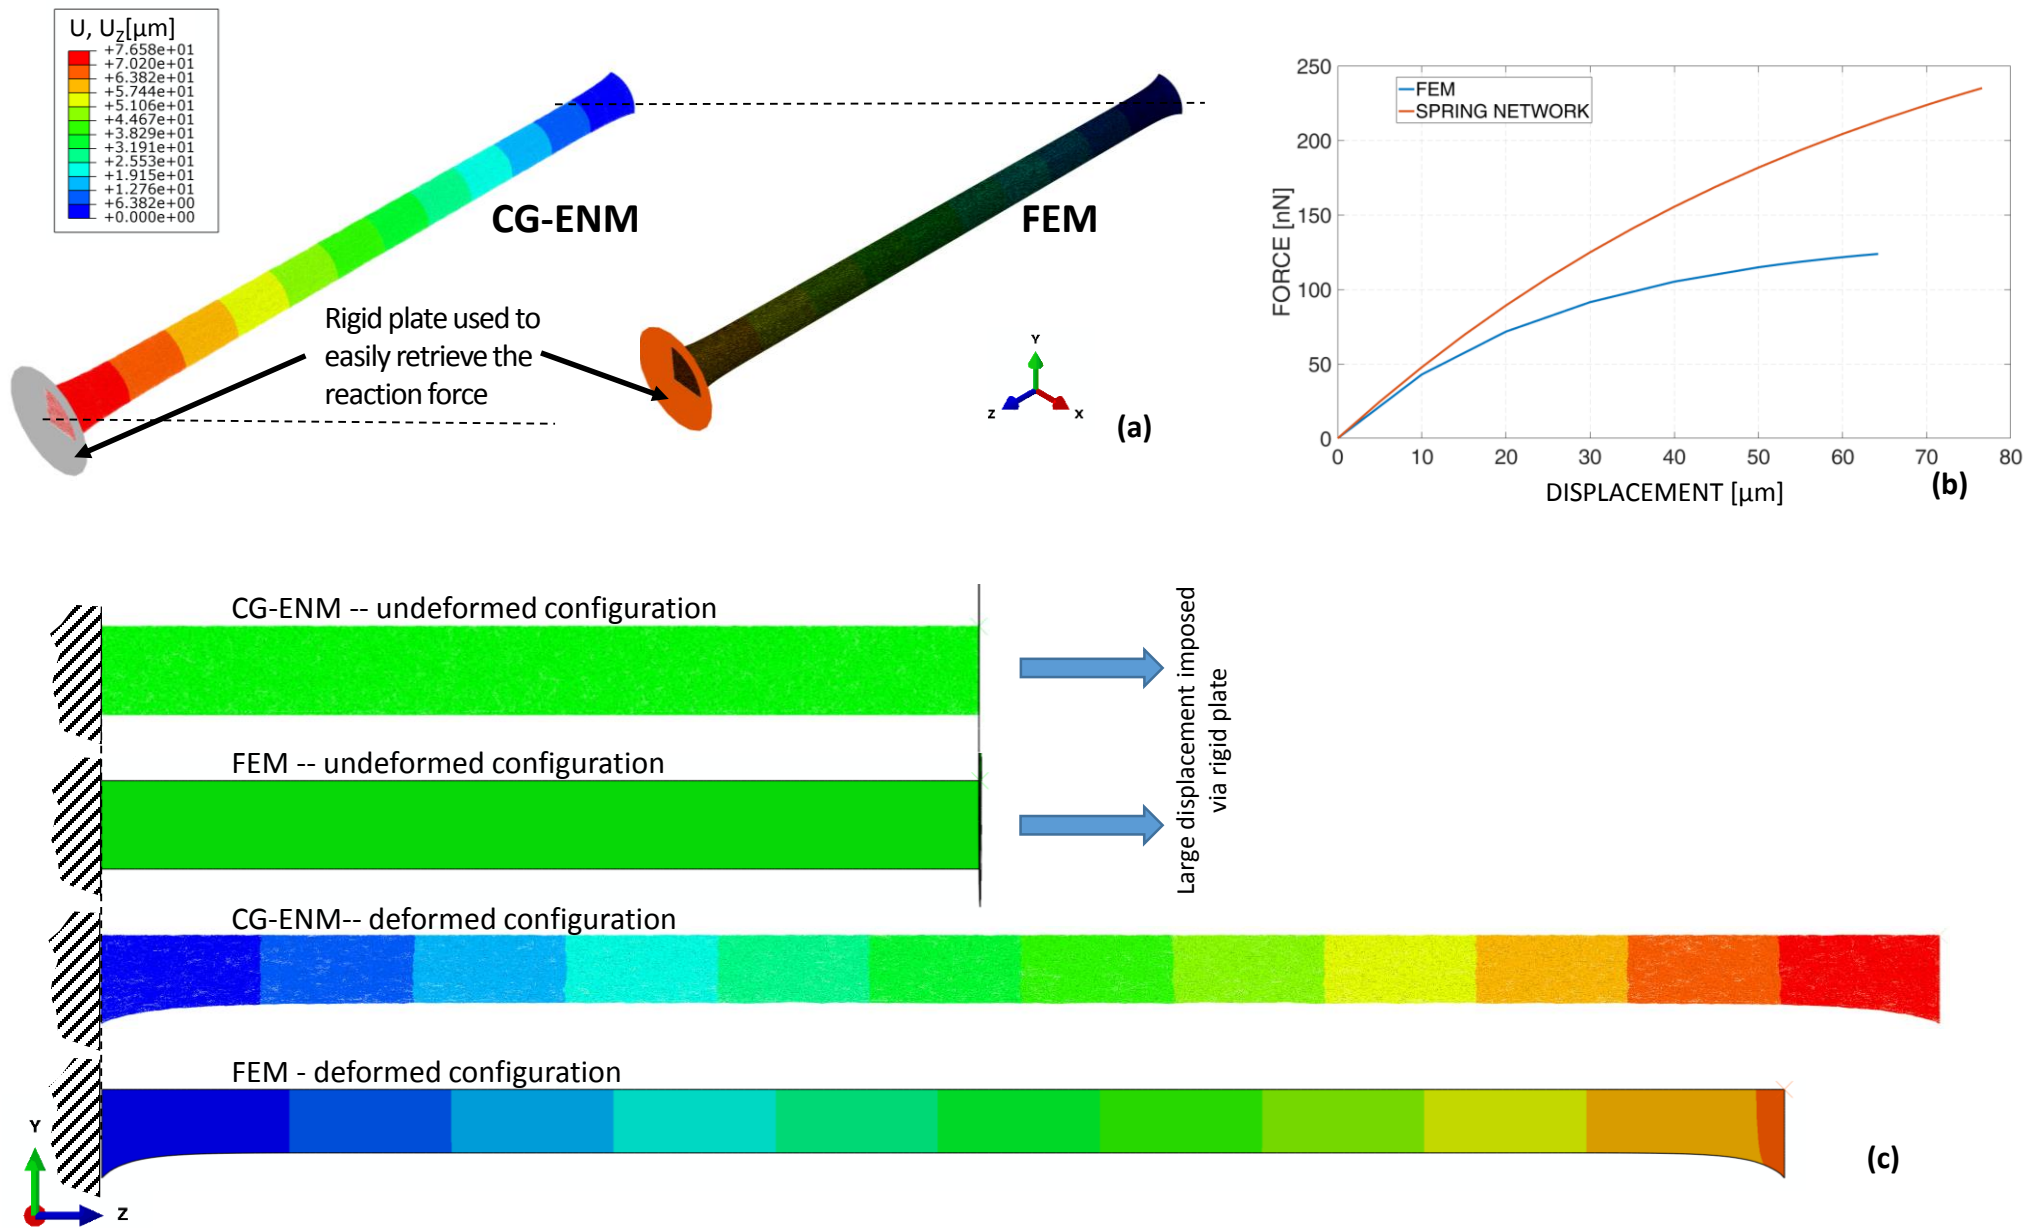 U, U_Z[μm]
+7.658e+01
+7.020e+01
+6.382e+01
+5.744e+01
+5.106e+01
+4.467e+01
+3.829e+01
+3.191e+01
+2.553e+01
+1.915e+01
+1.276e+01
+6.382e+00
+0.000e+00
CG-ENM
FEM
Rigid plate used to
easily retrieve the
reaction force
Y
Z
X
(a)
250
200
150
100
50
0
FORCE [nN]
FEM
SPRING NETWORK
0 10 20 30 40 50 60 70 80
DISPLACEMENT [μm]
(b)
CG-ENM -- undeformed configuration
FEM -- undeformed configuration
Large displacement imposed
via rigid plate
CG-ENM-- deformed configuration
FEM - deformed configuration
Y
Z
(c)